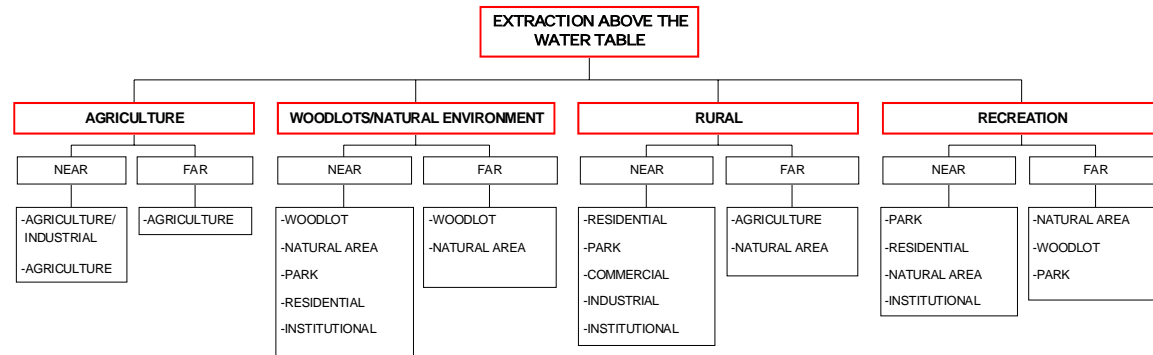 EXTRACTION ABOVE THE
WATER TABLE
AGRICULTURE
WOODLOTS/NATURAL ENVIRONMENT
RURAL
RECREATION
NEAR
FAR
NEAR
FAR
NEAR
FAR
NEAR
FAR
-AGRICULTURE/
INDUSTRIAL
-AGRICULTURE
-AGRICULTURE
-WOODLOT
-NATURAL AREA
-PARK
-RESIDENTIAL
-INSTITUTIONAL
-WOODLOT
-NATURAL AREA
-RESIDENTIAL
-PARK
-COMMERCIAL
-INDUSTRIAL
-INSTITUTIONAL
-AGRICULTURE
-NATURAL AREA
-PARK
-RESIDENTIAL
-NATURAL AREA
-INSTITUTIONAL
-NATURAL AREA
-WOODLOT
-PARK